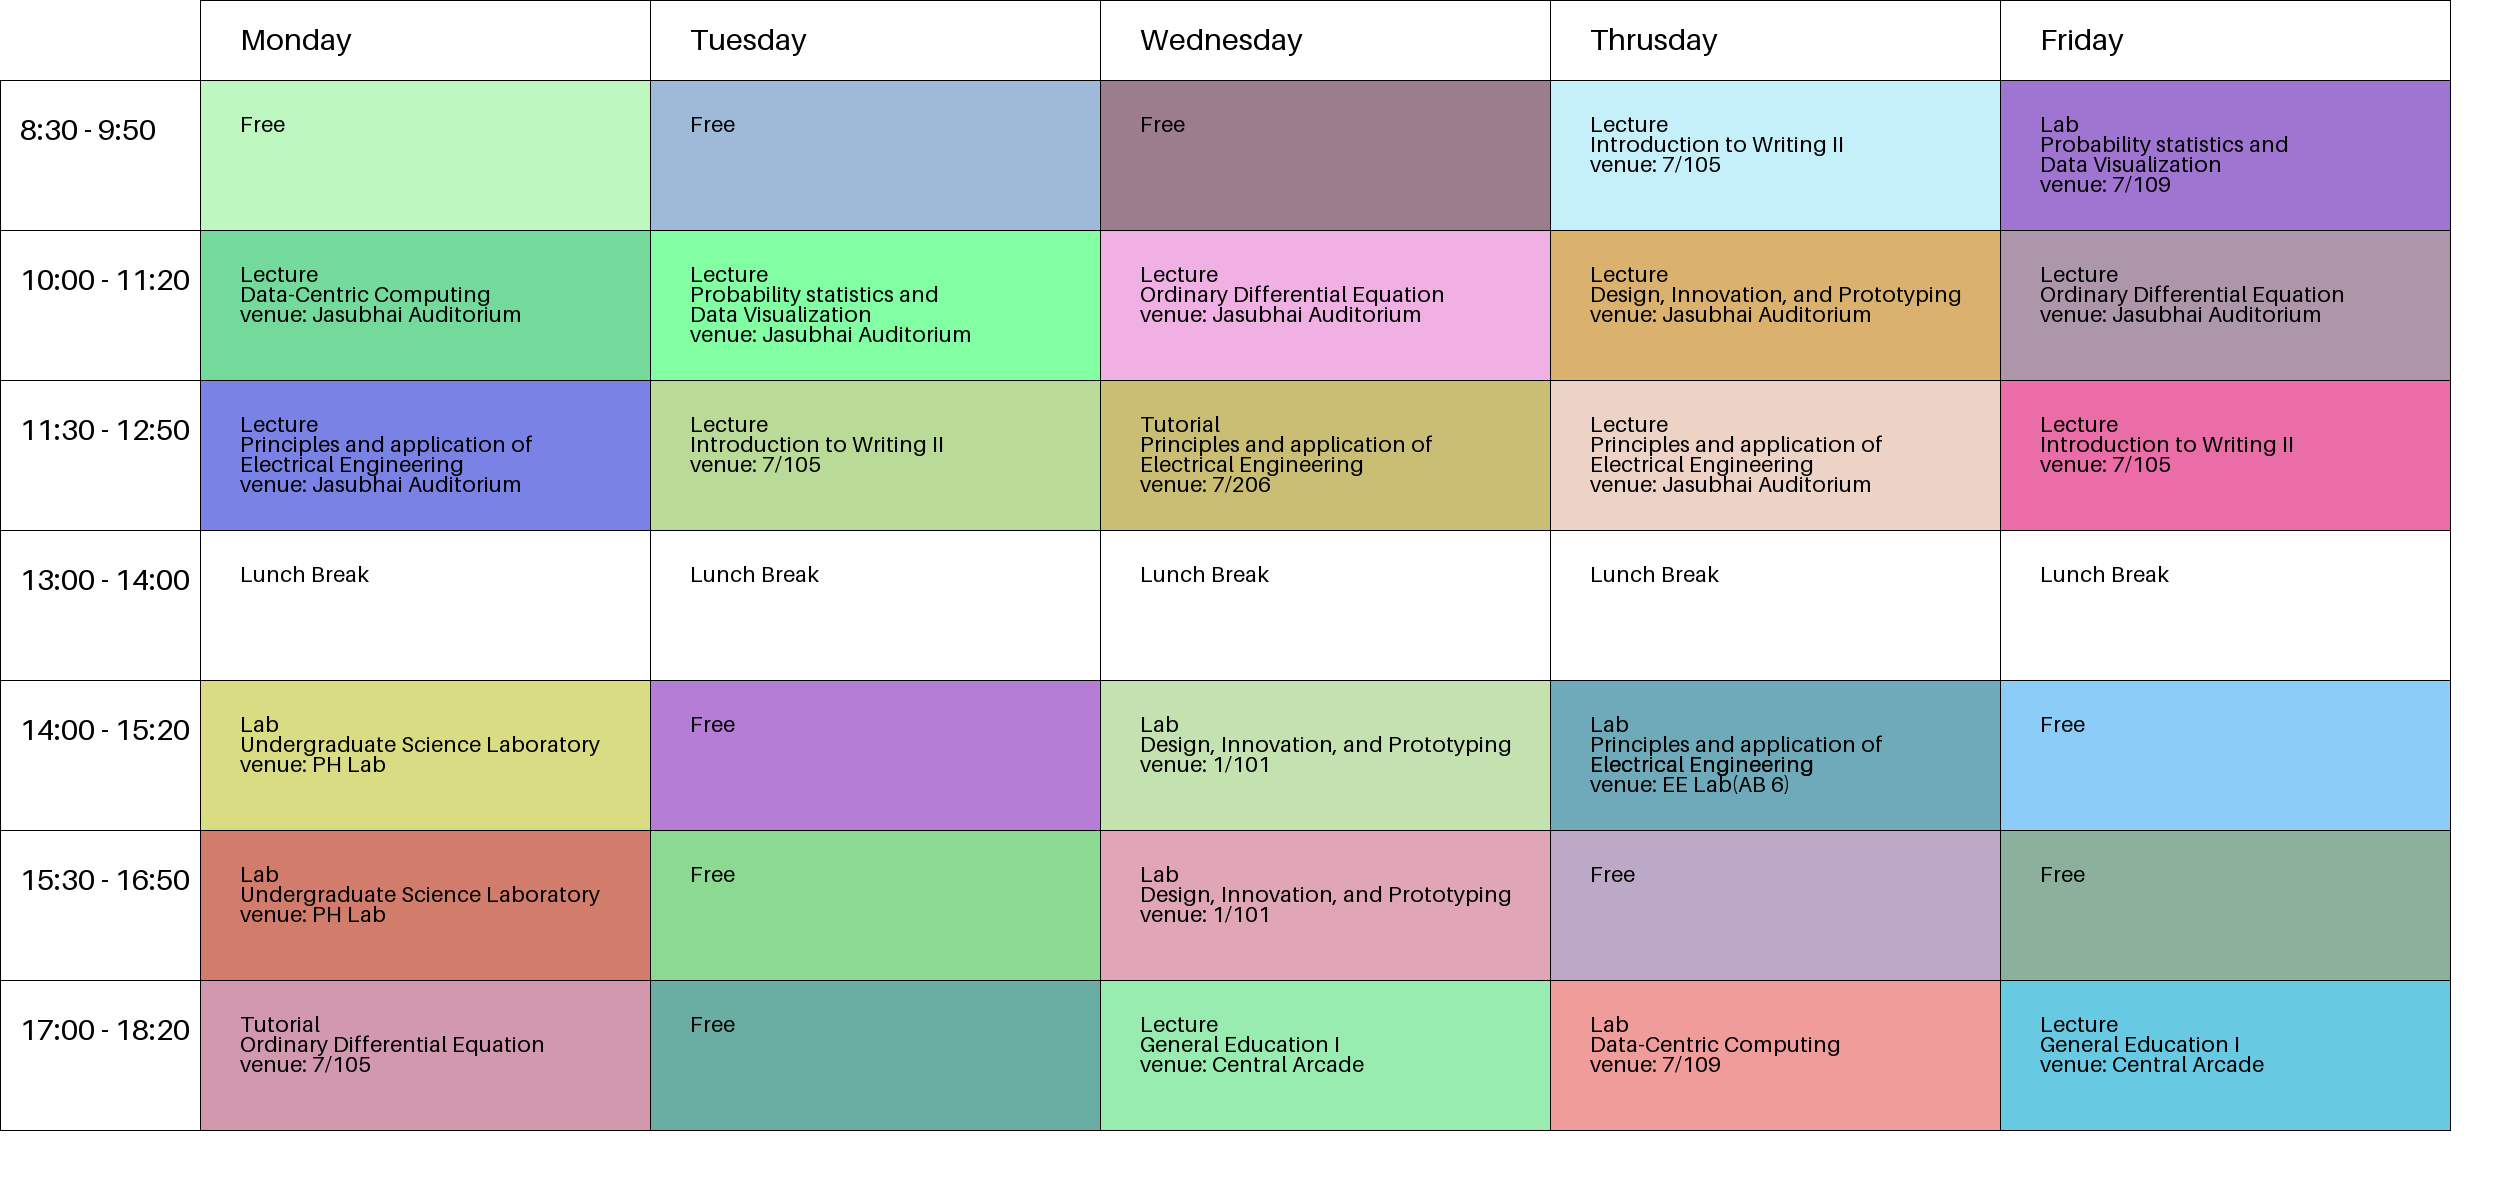 Monday
Tuesday
Wednesday
Thrusday
Friday
8:30 - 9:50
Free
Free
Free
Lecture
Introduction to Writing II
venue: 7/105
Lab
Probability statistics and
Data Visualization
venue: 7/109
10:00 - 11:20
Lecture
Data-Centric Computing
venue: Jasubhai Auditorium
Lecture
Probability statistics and
Data Visualization
venue: Jasubhai Auditorium
Lecture
Ordinary Differential Equation
venue: Jasubhai Auditorium
Lecture
Design, Innovation, and Prototyping
venue: Jasubhai Auditorium
Lecture
Ordinary Differential Equation
venue: Jasubhai Auditorium
11:30 - 12:50
Lecture
Principles and application of
Electrical Engineering
venue: Jasubhai Auditorium
Lecture
Introduction to Writing II
venue: 7/105
Tutorial
Principles and application of
Electrical Engineering
venue: 7/206
Lecture
Principles and application of
Electrical Engineering
venue: Jasubhai Auditorium
Lecture
Introduction to Writing II
venue: 7/105
13:00 - 14:00
Lunch Break
Lunch Break
Lunch Break
Lunch Break
Lunch Break
14:00 - 15:20
Lab
Undergraduate Science Laboratory
venue: PH Lab
Free
Lab
Design, Innovation, and Prototyping
venue: 1/101
Lab
Principles and application of
Electrical Engineering
venue: EE Lab(AB 6)
Free
15:30 - 16:50
Lab
Undergraduate Science Laboratory
venue: PH Lab
Free
Lab
Design, Innovation, and Prototyping
venue: 1/101
Free
Free
17:00 - 18:20
Tutorial
Ordinary Differential Equation
venue: 7/105
Free
Lecture
General Education I
venue: Central Arcade
Lab
Data-Centric Computing
venue: 7/109
Lecture
General Education I
venue: Central Arcade